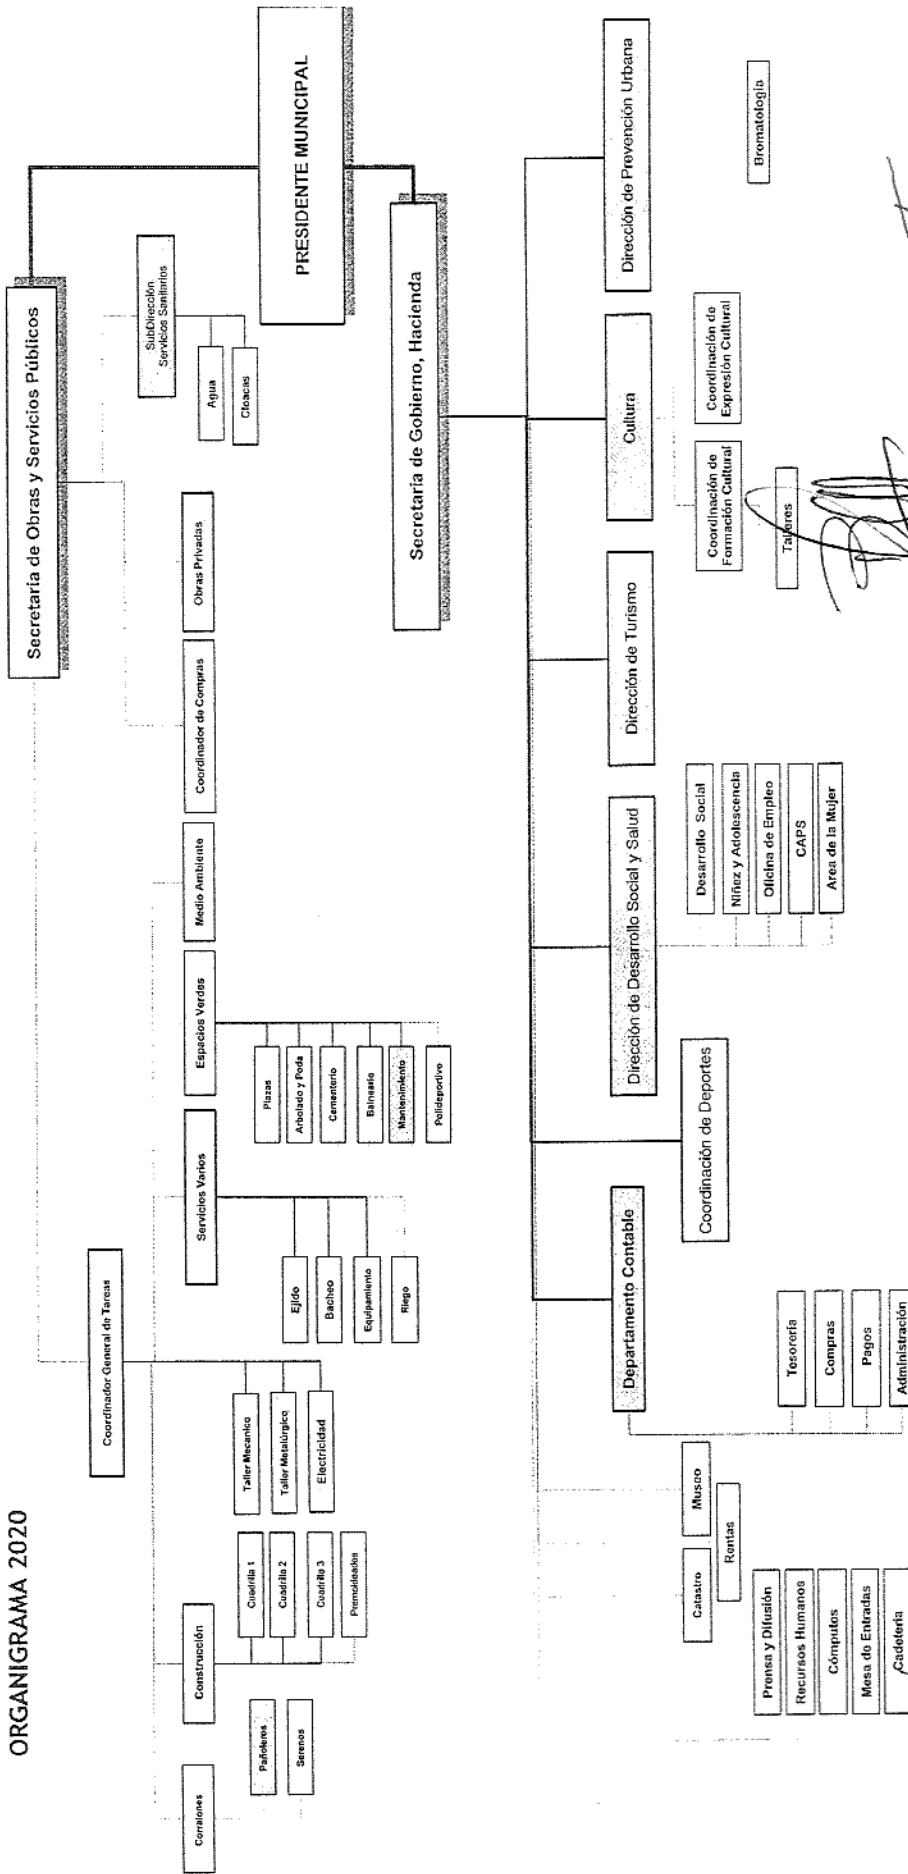 ORGANIGRAMA 2020
PRESIDENTE MUNICIPAL
Secretaria de Obras y Servicios Públicos
SubDirección
Servicios Sanitarios
Agua
Cloacas
Coordinador General de Tareas
Corralones
Pañoleros
Serenos
Construcción
Cuadrilla 1
Cuadrilla 2
Cuadrilla 3
Premoldeados
Taller Mecanico
Taller Metalúrgico
Electricidad
Servicios Varios
Ejido
Bacheo
Equipamiento
Riego
Espacios Verdes
Plazas
Arbolado y Poda
Cementerio
Balneario
Mantenimiento
Polideportivo
Medio Ambiente
Coordinador de Compras
Obras Privadas
Secretaria de Gobierno, Hacienda
Catastro
Museo
Rentas
Prensa y Difusión
Recursos Humanos
Cómputos
Mesa de Entradas
Cadetería
Departamento Contable
Tesorería
Compras
Pagos
Administración
Coordinación de Deportes
Dirección de Desarrollo Social y Salud
Desarrollo Social
Niñez y Adolescencia
Oficina de Empleo
CAPS
Area de la Mujer
Dirección de Turismo
Cultura
Coordinación de
Formación Cultural
Talleres
Coordinación de
Expresión Cultural
Dirección de Prevención Urbana
Bromatología